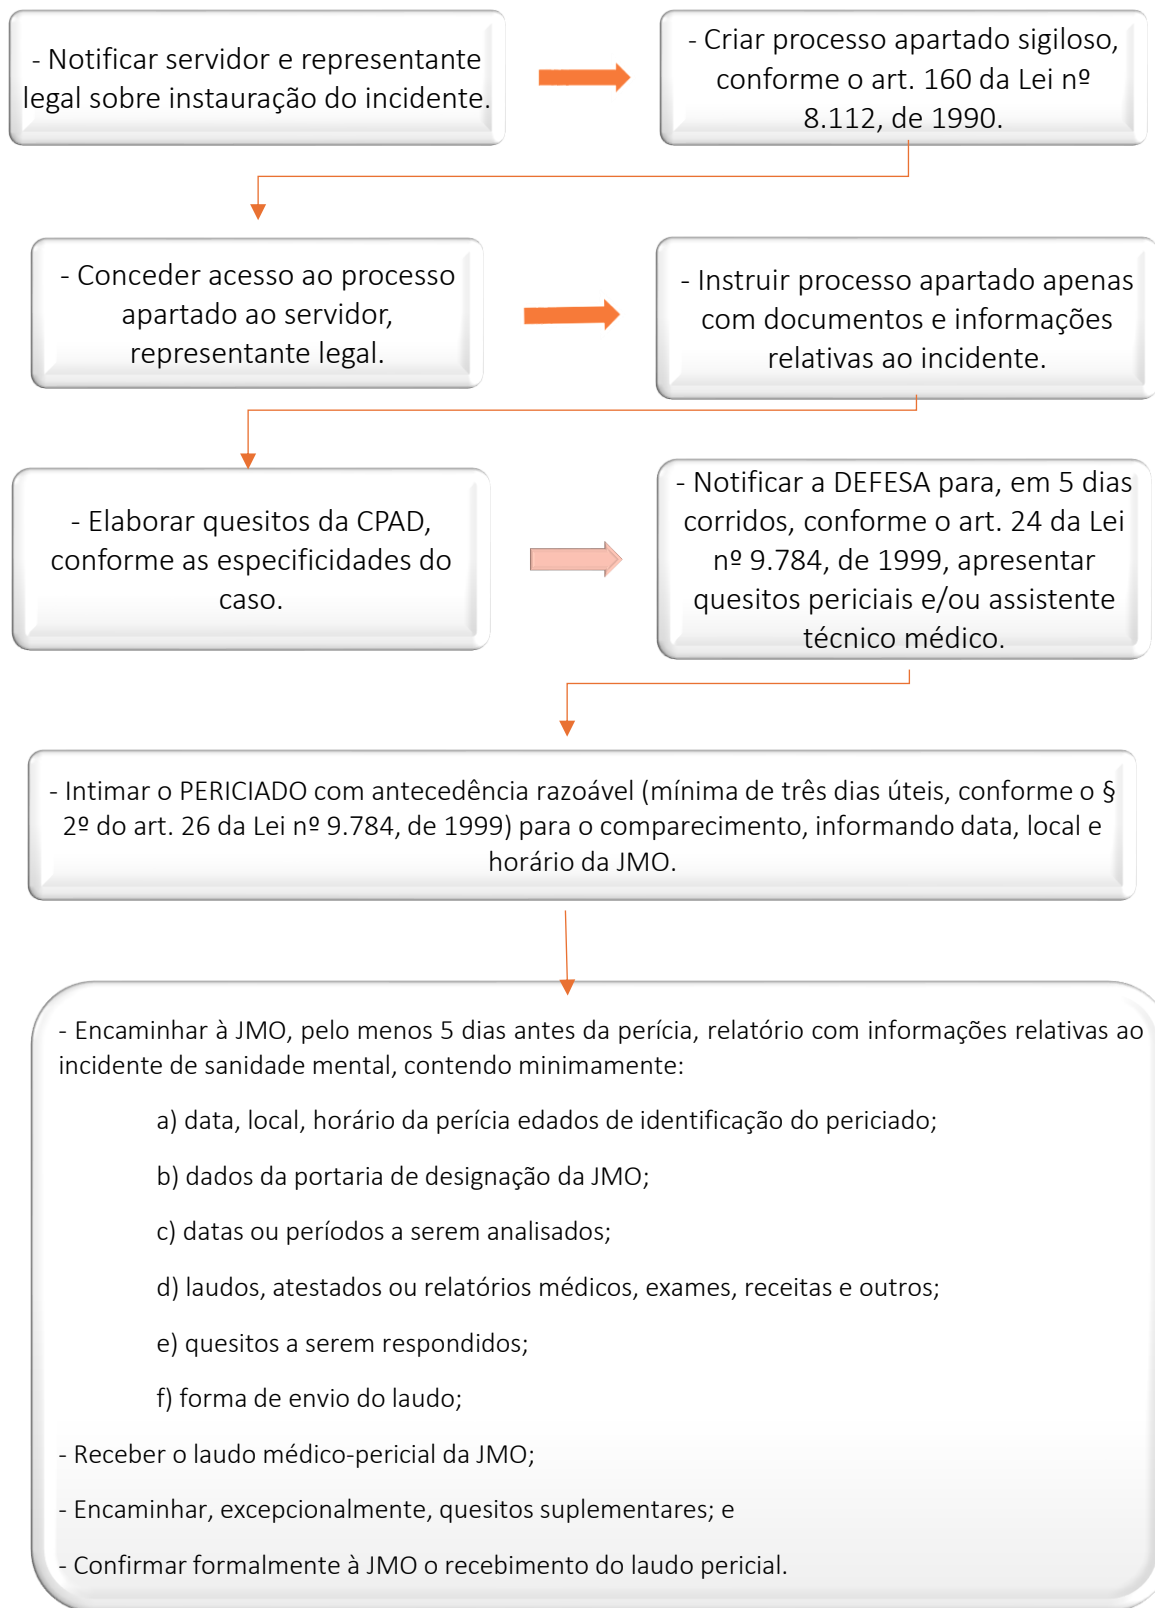 - Notificar servidor e representante
legal sobre instauração do incidente.
- Criar processo apartado sigiloso,
conforme o art. 160 da Lei nº
8.112, de 1990.
- Conceder acesso ao processo
apartado ao servidor,
representante legal.
- Instruir processo apartado apenas
com documentos e informações
relativas ao incidente.
- Elaborar quesitos da CPAD,
conforme as especificidades do
caso.
- Notificar a DEFESA para, em 5 dias
corridos, conforme o art. 24 da Lei
nº 9.784, de 1999, apresentar
quesitos periciais e/ou assistente
técnico médico.
- Intimar o PERICIADO com antecedência razoável (mínima de três dias úteis, conforme o §
2º do art. 26 da Lei nº 9.784, de 1999) para o comparecimento, informando data, local e
horário da JMO.
- Encaminhar à JMO, pelo menos 5 dias antes da perícia, relatório com informações relativas ao
incidente de sanidade mental, contendo minimamente:
a) data, local, horário da perícia edados de identificação do periciado;
b) dados da portaria de designação da JMO;
c) datas ou períodos a serem analisados;
d) laudos, atestados ou relatórios médicos, exames, receitas e outros;
e) quesitos a serem respondidos;
f) forma de envio do laudo;
- Receber o laudo médico-pericial da JMO;
- Encaminhar, excepcionalmente, quesitos suplementares; e
- Confirmar formalmente à JMO o recebimento do laudo pericial.